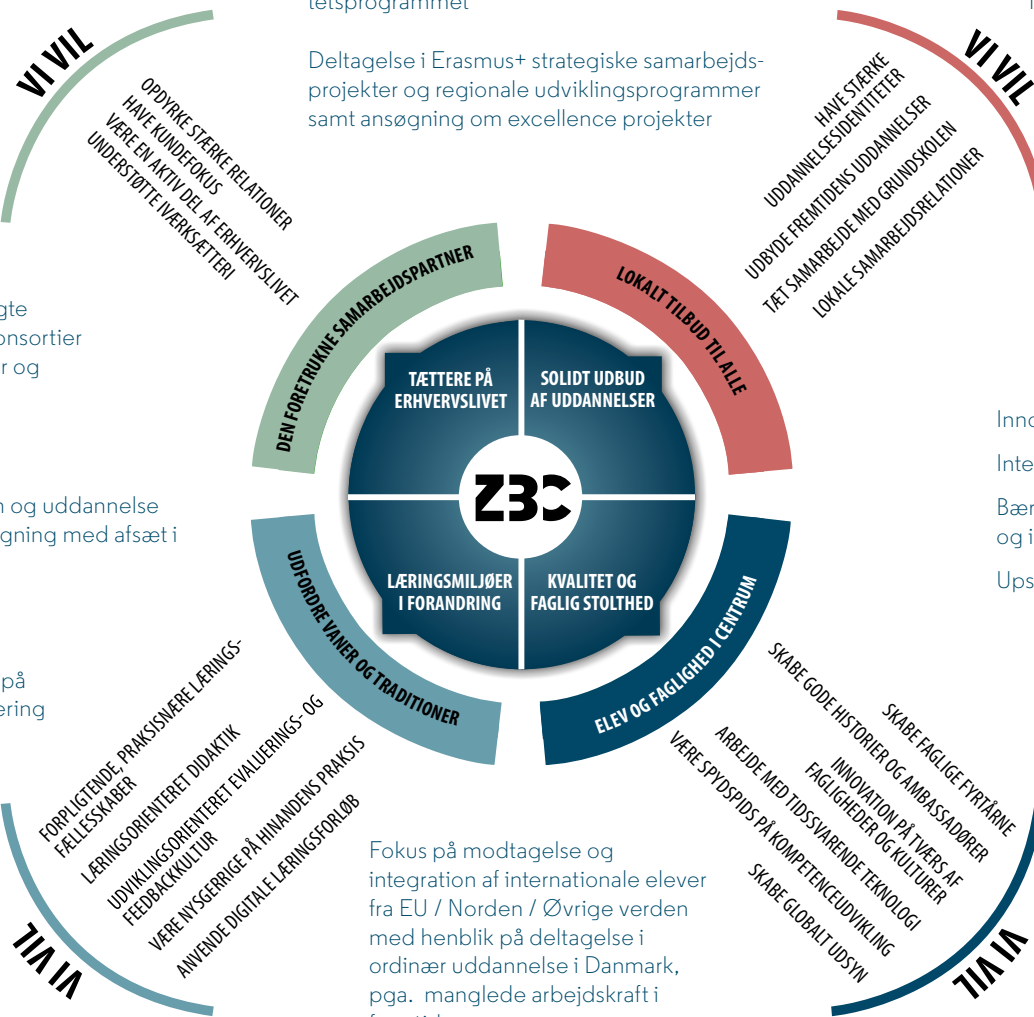 tetsprogrammet
Deltagelse i Erasmus+ strategiske samarbejds-
projekter og regionale udviklingsprogrammer
samt ansøgning om excellence projekter
VI VIL
OPDYRKE STÆRKE RELATIONER
HAVE KUNDEFOKUS
VÆRE EN AKTIV DEL AF ERHVERVSLIVET
UNDERSTØTTE IVÆRKSÆTTERI
VI VIL
HAVE STÆRKE
UDDANNELSESIDENTITETER
UDBYDE FREMTIDENS UDDANNELSER
TÆT SAMARBEJDE MED GRUNDSKOLEN
LOKALE SAMARBEJDSRELATIONER
DEN FORETRUKNE SAMARBEJDSPARTNER
LOKALT TILBUD TIL ALLE
TÆTTERE PÅ
ERHVERVSLIVET
SOLIDT UDBUD
AF UDDANNELSER
ZBC
LÆRINGSMILJØER
I FORANDRING
KVALITET OG
FAGLIG STOLTHED
UDFORDRE VANER OG TRADITIONER
ELEV OG FAGLIGHED I CENTRUM
gte
onsortier
r og
n og uddannelse
gning med afsæt i
på
ering
Inno
Inte
Bær
og i
Ups
FORPLIGTENDE, PRAKSISNÆRE LÆRINGS-
FÆLLESSKABER
LÆRINGSORIENTERET DIDAKTIK
UDVIKLINGSORIENTERET EVALUERINGS- OG
FEEDBACKKULTUR
VÆRE NYSGERRIGE PÅ HINANDENS PRAKSIS
ANVENDE DIGITALE LÆRINGSFORLØB
VI VIL
Fokus på modtagelse og
integration af internationale elever
fra EU / Norden / Øvrige verden
med henblik på deltagelse i
ordinær uddannelse i Danmark,
pga. manglede arbejdskraft i
SKABE FAGLIGE FYRTÅRNE
SKABE GODE HISTORIER OG AMBASSADØRER
INNOVATION PÅ TVÆRS AF
FAGLIGHEDER OG KULTURER
ARBEJDE MED TIDSSVARENDE TEKNOLOGI
VÆRE SPYDSPIDS PÅ KOMPETENCEUDVIKLING
SKABE GLOBALT UDSYN
VI VIL